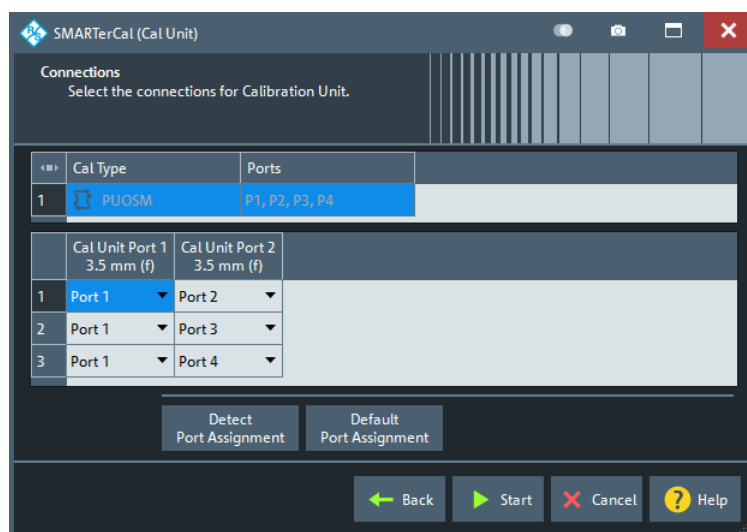 SMARTerCal (Cal Unit)
Connections
Select the connections for Calibration Unit.
Cal Type Ports
1 PUOSM P1, P2, P3, P4
Cal Unit Port 1 Cal Unit Port 2
3.5 mm (f) 3.5 mm (f)
1 Port 1 Port 2
2 Port 1 Port 3
3 Port 1 Port 4
Detect Default
Port Assignment Port Assignment
Back Start Cancel ? Help